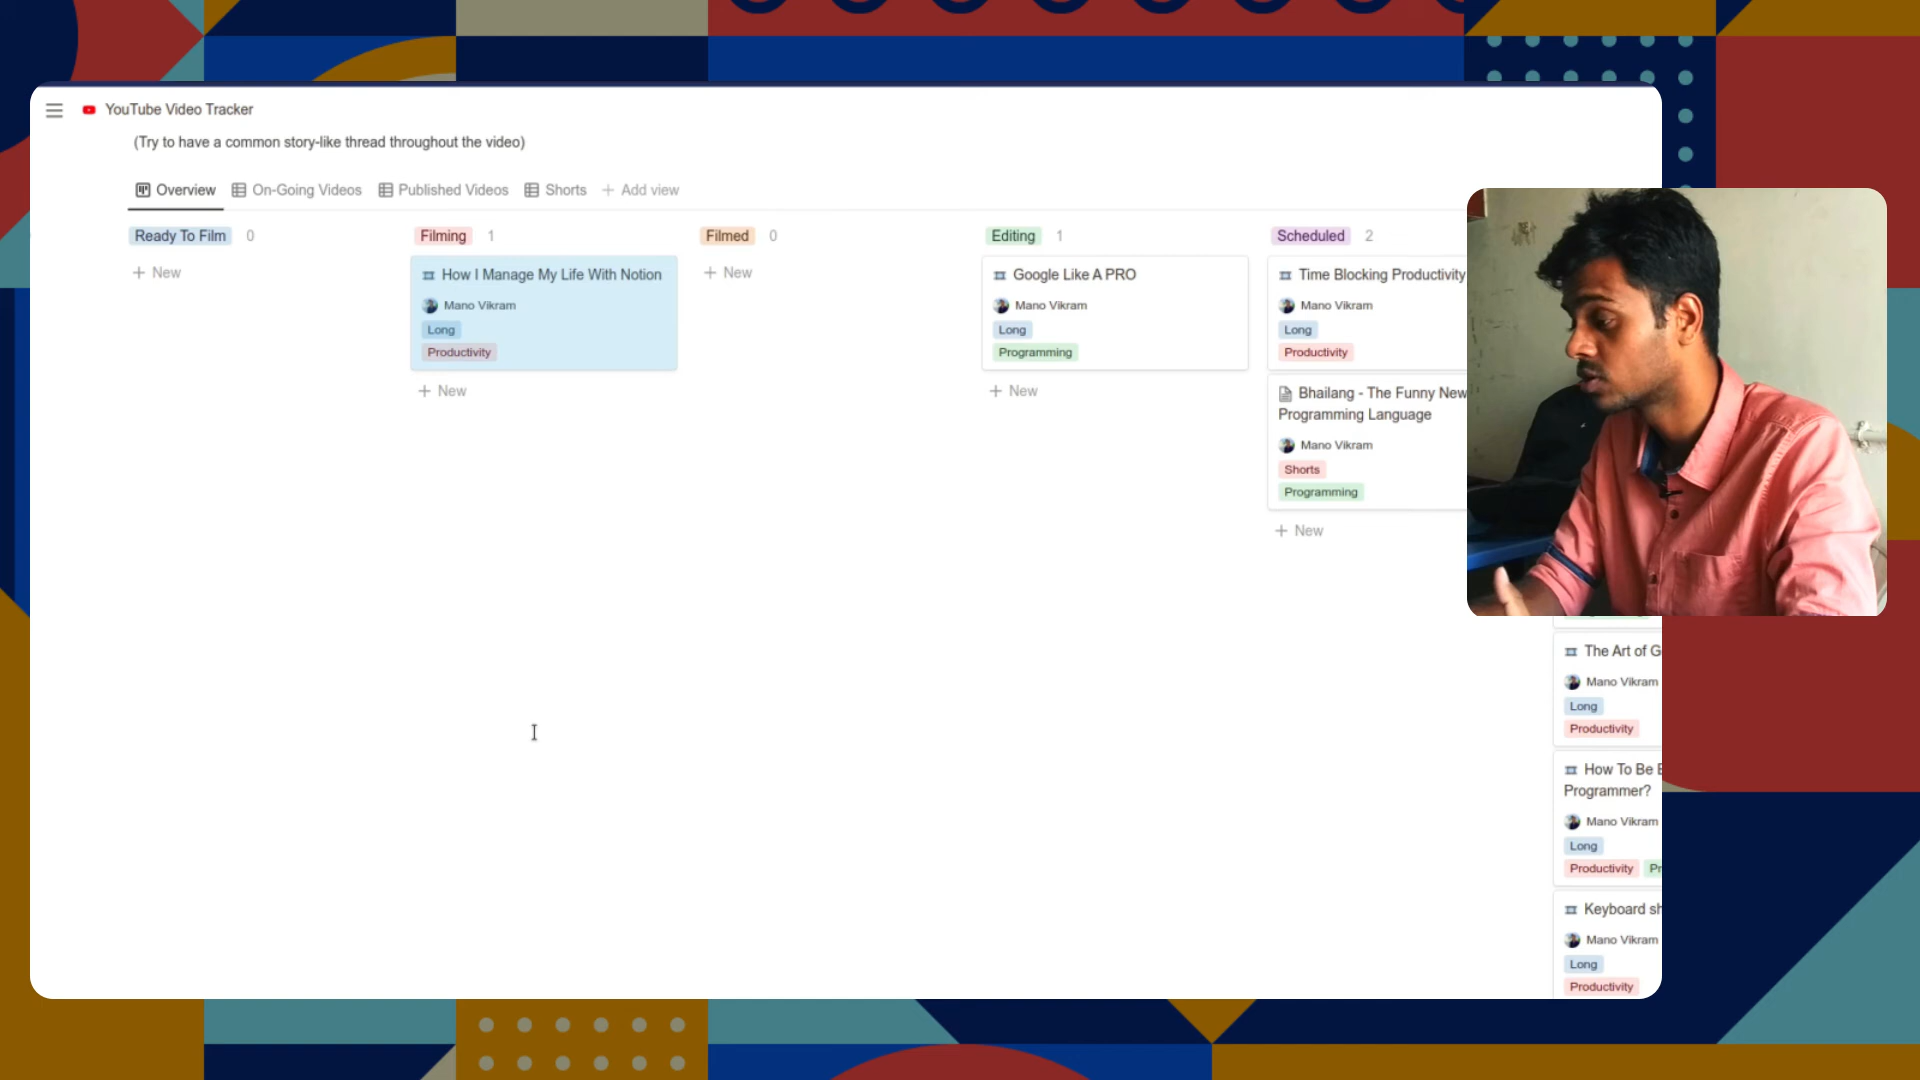 YouTube Video Tracker
(Try to have a common story-like thread throughout the video)
Overview On-Going Videos Published Videos Shorts + Add view
Ready To Film 0
+ New
Filming 1
How I Manage My Life With Notion
Mano Vikram
Long
Productivity
+ New
Filmed 0
+ New
Editing 1
Google Like A PRO
Mano Vikram
Long
Programming
+ New
Scheduled 2
Time Blocking Productivity
Mano Vikram
Long
Productivity
Bhailang - The Funny New
Programming Language
Mano Vikram
Shorts
Programming
+ New
The Art of G
Mano Vikram
Long
Productivity
How To Be
Programmer?
Mano Vikram
Long
Productivity Pr
Keyboard sh
Mano Vikram
Long
Productivity